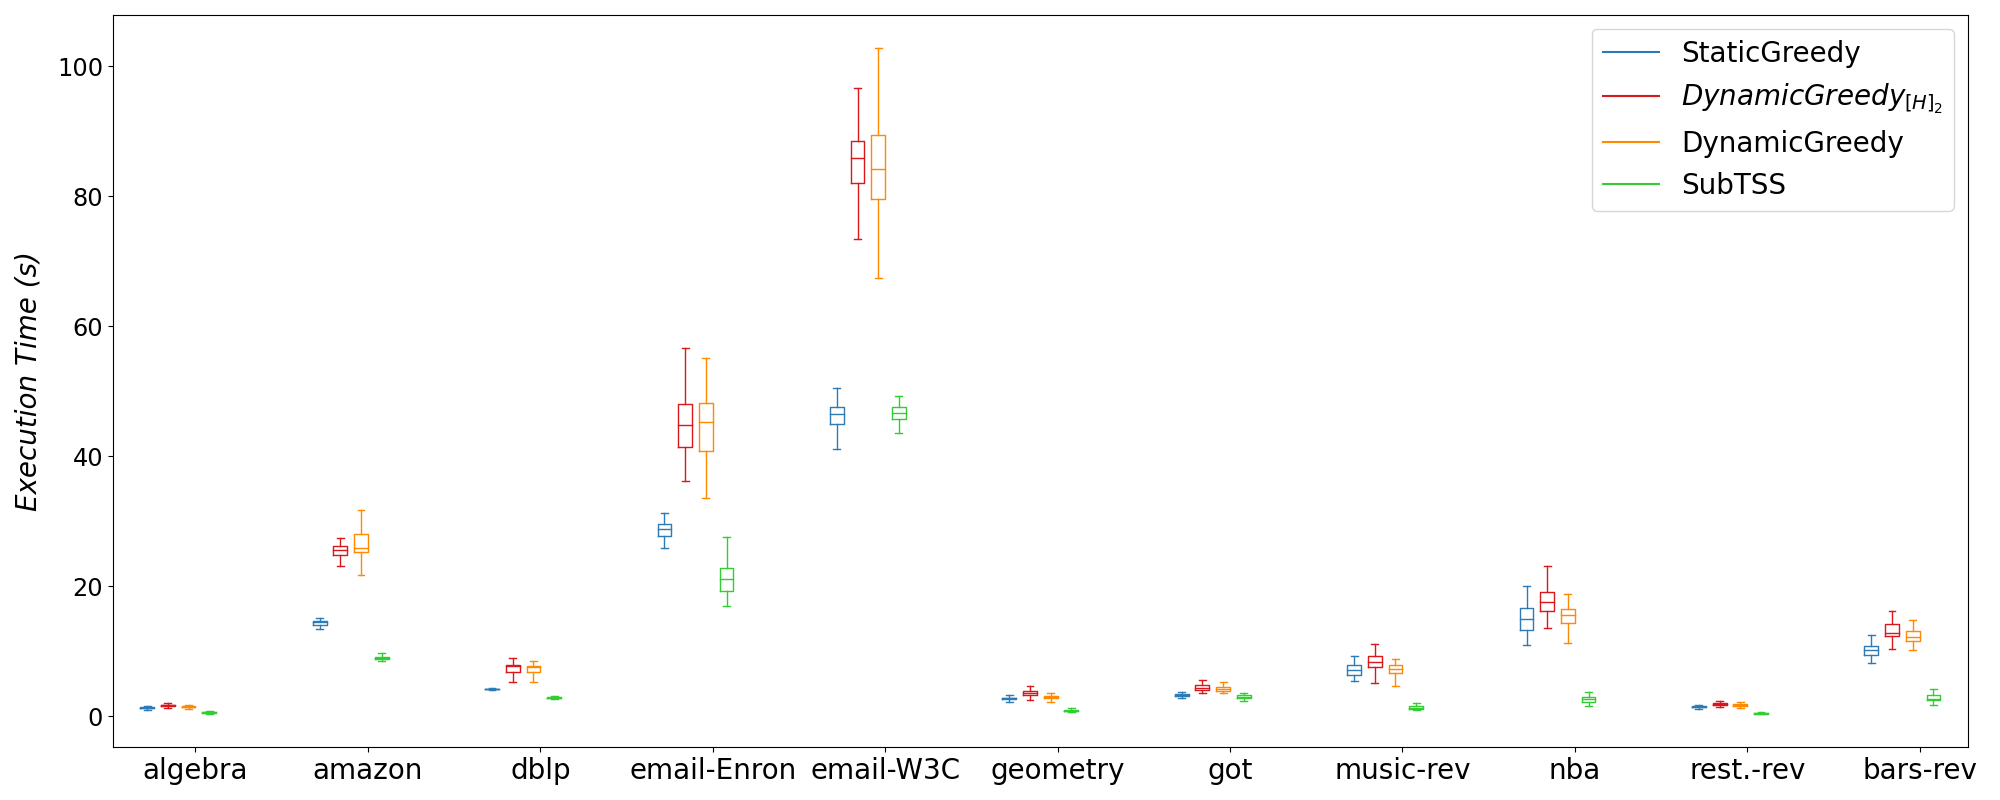 Execution Time (s)
100
80
60
40
20
0
StaticGreedy
DynamicGreedy[H]2
DynamicGreedy
SubTSS
algebra amazon dblp email-Enron email-W3C geometry got music-rev nba rest.-rev bars-rev